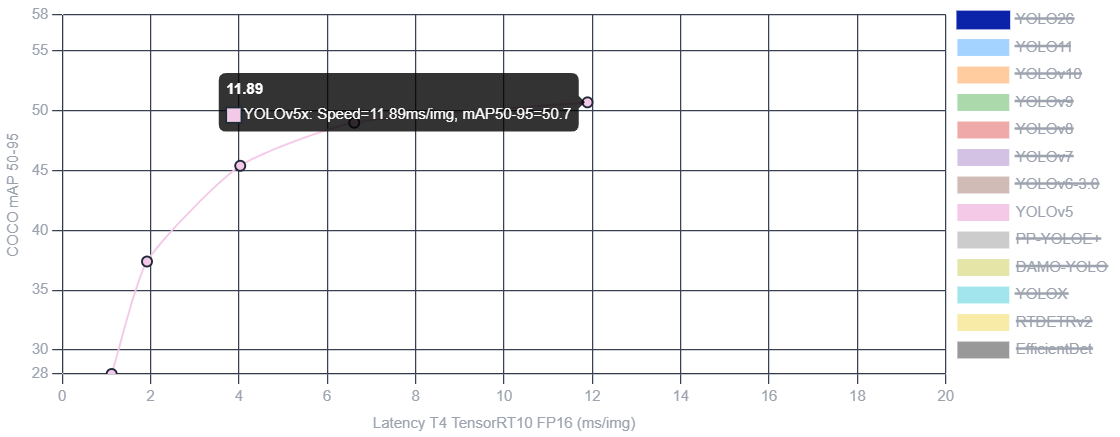 58
55
50
45
40
35
30
28
COCO mAP 50-95
0 2 4 6 8 10 12 14 16 18 20
Latency T4 TensorRT10 FP16 (ms/img)
11.89
YOLOv5x: Speed=11.89ms/img, mAP50-95=50.7
YOLO26
YOLO11
YOLOv10
YOLOv9
YOLOv8
YOLOv7
YOLOv6-3.0
YOLOv5
PP-YOLOE+
DAMO-YOLO
YOLOX
RTDETRv2
EfficientDet